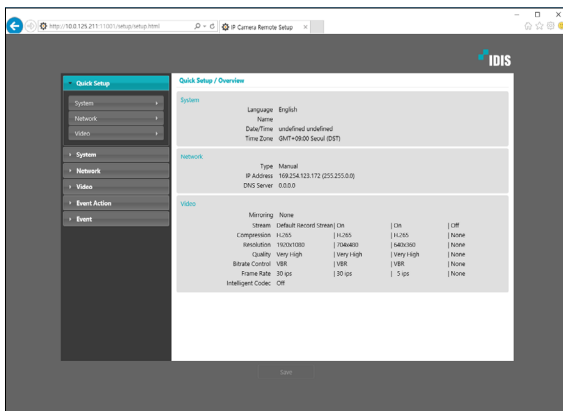 http://10.0.125.211:11001/setup/setup.html
IP Camera Remote Setup
IDIS
Quick Setup
System
Network
Video
System
Network
Video
Event Action
Event
Quick Setup / Overview
System
Language English
Name
Date/Time undefined undefined
Time Zone GMT+09:00 Seoul (DST)
Network
Type Manual
IP Address 169.254.123.172 (255.255.0.0)
DNS Server 0.0.0.0
Video
Mirroring None
Stream Default Record Stream | On | On | Off
Compression H.265 | H.265 | H.265 | None
Resolution 1920x1080 | 704x480 | 640x360 | None
Quality Very High | Very High | Very High | None
Bitrate Control VBR | VBR | VBR | None
Frame Rate 30 ips | 30 ips | 5 ips | None
Intelligent Codec Off
Save